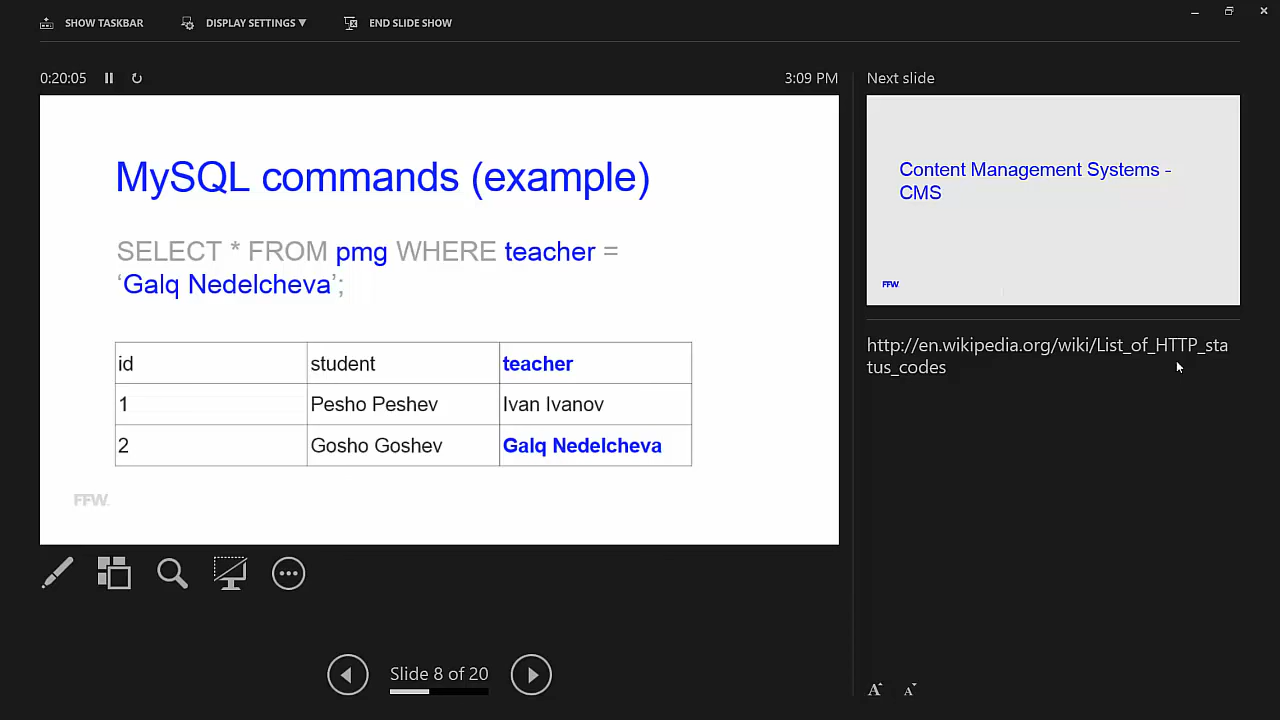 SHOW TASKBAR
DISPLAY SETTINGS ▼
END SLIDE SHOW
0:20:05
3:09 PM
MySQL commands (example)
SELECT * FROM pmg WHERE teacher =
‘Galq Nedelcheva’;
id student teacher
1 Pesho Peshev Ivan Ivanov
2 Gosho Goshev Galq Nedelcheva
FFW.
Slide 8 of 20
Next slide
Content Management Systems -
CMS
FFW.
http://en.wikipedia.org/wiki/List_of_HTTP_sta
tus_codes
A A